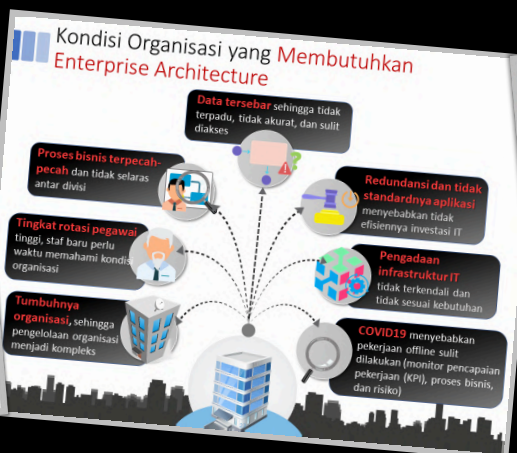 Kondisi Organisasi yang Membutuhkan
Enterprise Architecture
Data tersebar sehingga tidak
terpadu, tidak akurat, dan sulit
diakses
Proses bisnis terpecah-
pecah dan tidak selaras
antar divisi
Redundansi dan tidak
standardnya aplikasi
menyebabkan tidak
efisiennya investasi IT
Tingkat rotasi pegawai
tinggi, staf baru perlu
waktu memahami kondisi
organisasi
Pengadaan
infrastruktur IT
tidak terkendali dan
tidak sesuai kebutuhan
Tumbuhnya
organisasi, sehingga
pengelolaan organisasi
menjadi kompleks
COVID19 menyebabkan
pekerjaan offline sulit
dilakukan (monitor pencapaian
pekerjaan (KPI), proses bisnis,
dan risiko)